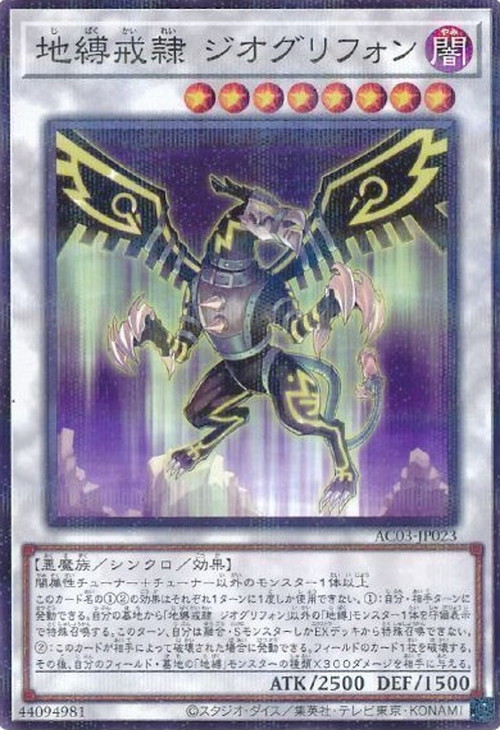 地縛戒隷 ジオグリフォン
闇
AC03-JP023
【悪魔族/シンクロ/効果】
闇属性チューナー+チューナー以外のモンスター1体以上
このカード名の①②の効果はそれぞれ1ターンに1度しか使用できない。①:自分・相手ターンに
発動できる。自分の墓地から「地縛戒隷 ジオグリフォン」以外の「地縛」モンスター1体を守備表示
で特殊召喚する。このターン、自分は融合・SモンスターしかEXデッキから特殊召喚できない。
②:このカードが相手によって破壊された場合に発動できる。フィールドのカード1枚を破壊する。
その後、自分のフィールド・墓地の「地縛」モンスターの種類×300ダメージを相手に与える。
ATK/2500 DEF/1500
44094981
©スタジオ・ダイス/集英社・テレビ東京・KONAMI